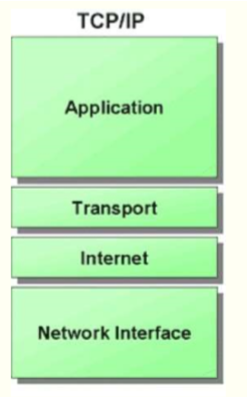 TCP/IP
Application
Transport
Internet
Network Interface